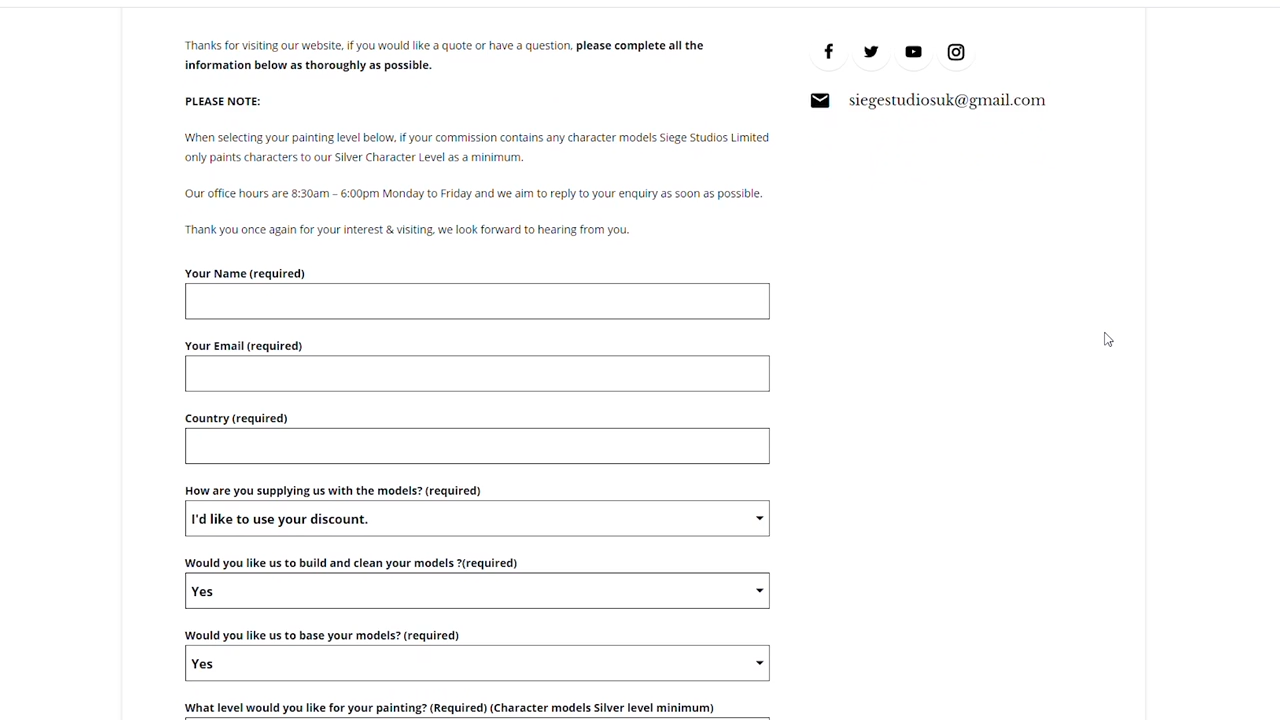 Thanks for visiting our website, if you would like a quote or have a question, please complete all the
information below as thoroughly as possible.
PLEASE NOTE:
When selecting your painting level below, if your commission contains any character models Siege Studios Limited
only paints characters to our Silver Character Level as a minimum.
Our office hours are 8:30am – 6:00pm Monday to Friday and we aim to reply to your enquiry as soon as possible.
Thank you once again for your interest & visiting, we look forward to hearing from you.
Your Name (required)
Your Email (required)
Country (required)
How are you supplying us with the models? (required)
I'd like to use your discount.
Would you like us to build and clean your models ?(required)
Yes
Would you like us to base your models? (required)
Yes
What level would you like for your painting? (Required) (Character models Silver level minimum)
siegestudiosuk@gmail.com